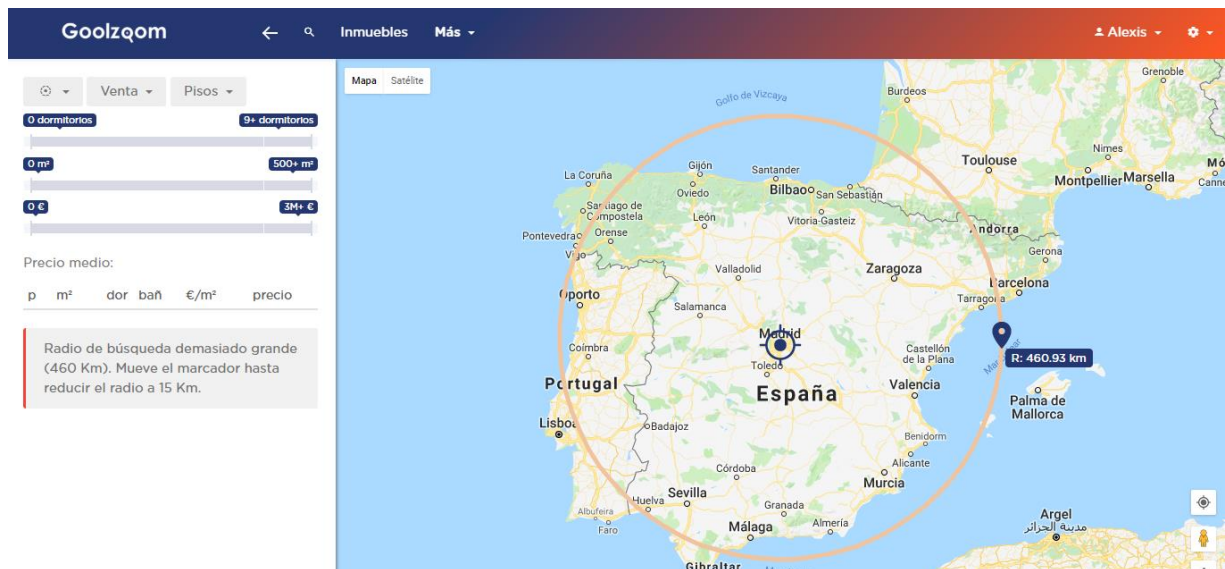 Goolzoom
Inmuebles
Más
Alexis
Venta
Pisos
0 dormitorios
9+ dormitorios
0 m²
500+ m²
0 €
3M+ €
Precio medio:
p m² dor bañ €/m² precio
Radio de búsqueda demasiado grande
(460 Km). Mueve el marcador hasta
reducir el radio a 15 Km.
Mapa Satélite
Grenoble
Burdeos
Golfo de Vizcaya
Nimes
Toulouse
Montpellier
Marsella
Gijón
Santander
La Coruña
Oviedo
Bilbao
San Sebastián
Santiago de
Compostela
León
Vitoria-Gasteiz
Andorra
Pontevedra
Orense
Gerona
Vigo
Valladolid
Zaragoza
Barcelona
Oporto
Salamanca
Tarragona
Madrid
Coímbra
Castellón
de la Plana
R: 460.93 km
Toledo
Portugal
España
Valencia
Palma de
Mallorca
Lisboa
Badajoz
Benidorm
Alicante
Córdoba
Murcia
Sevilla
Huelva
Albufeira
Granada
Faro
Málaga
Almería
Argel
مدينة الجزائر
Gibraltar